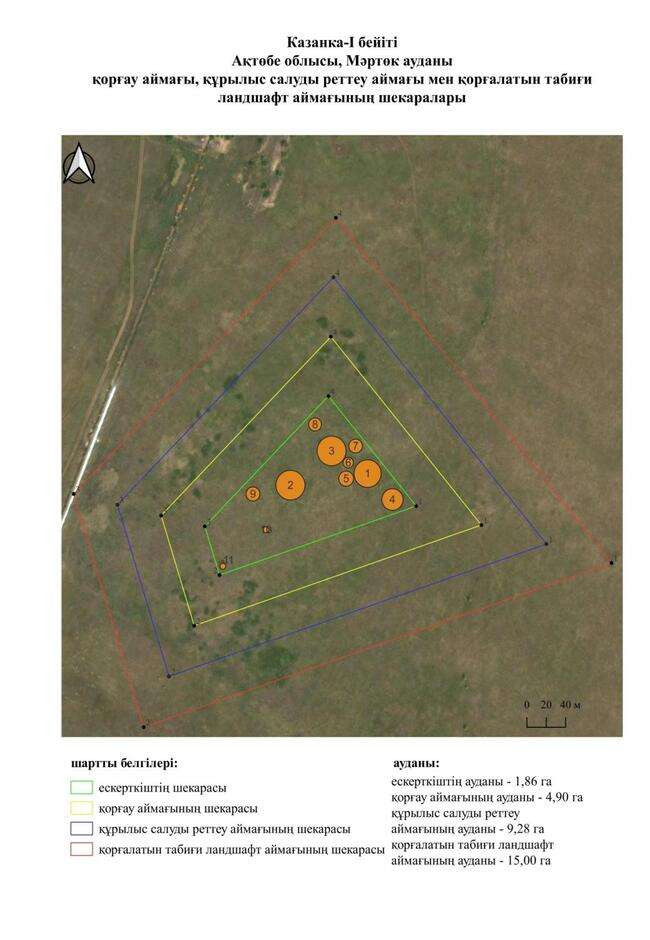 Казанка-I бейіті
Ақтөбе облысы, Мәртөк ауданы
қорғау аймағы, құрылыс салуды реттеу аймағы мен қорғалатын табиғи
ландшафт аймағының шекаралары
8
3
7
6
1
5
2
9
4
11
0 20 40 м
шартты белгілері:
ескерткіштің шекарасы
қорғау аймағының шекарасы
құрылыс салуды реттеу аймағының шекарасы
қорғалатын табиғи ландшафт аймағының шекарасы
ауданы:
ескерткіштің ауданы - 1,86 га
қорғау аймағының ауданы - 4,90 га
құрылыс салуды реттеу
аймағының ауданы - 9,28 га
қорғалатын табиғи ландшафт
аймағының ауданы - 15,00 га